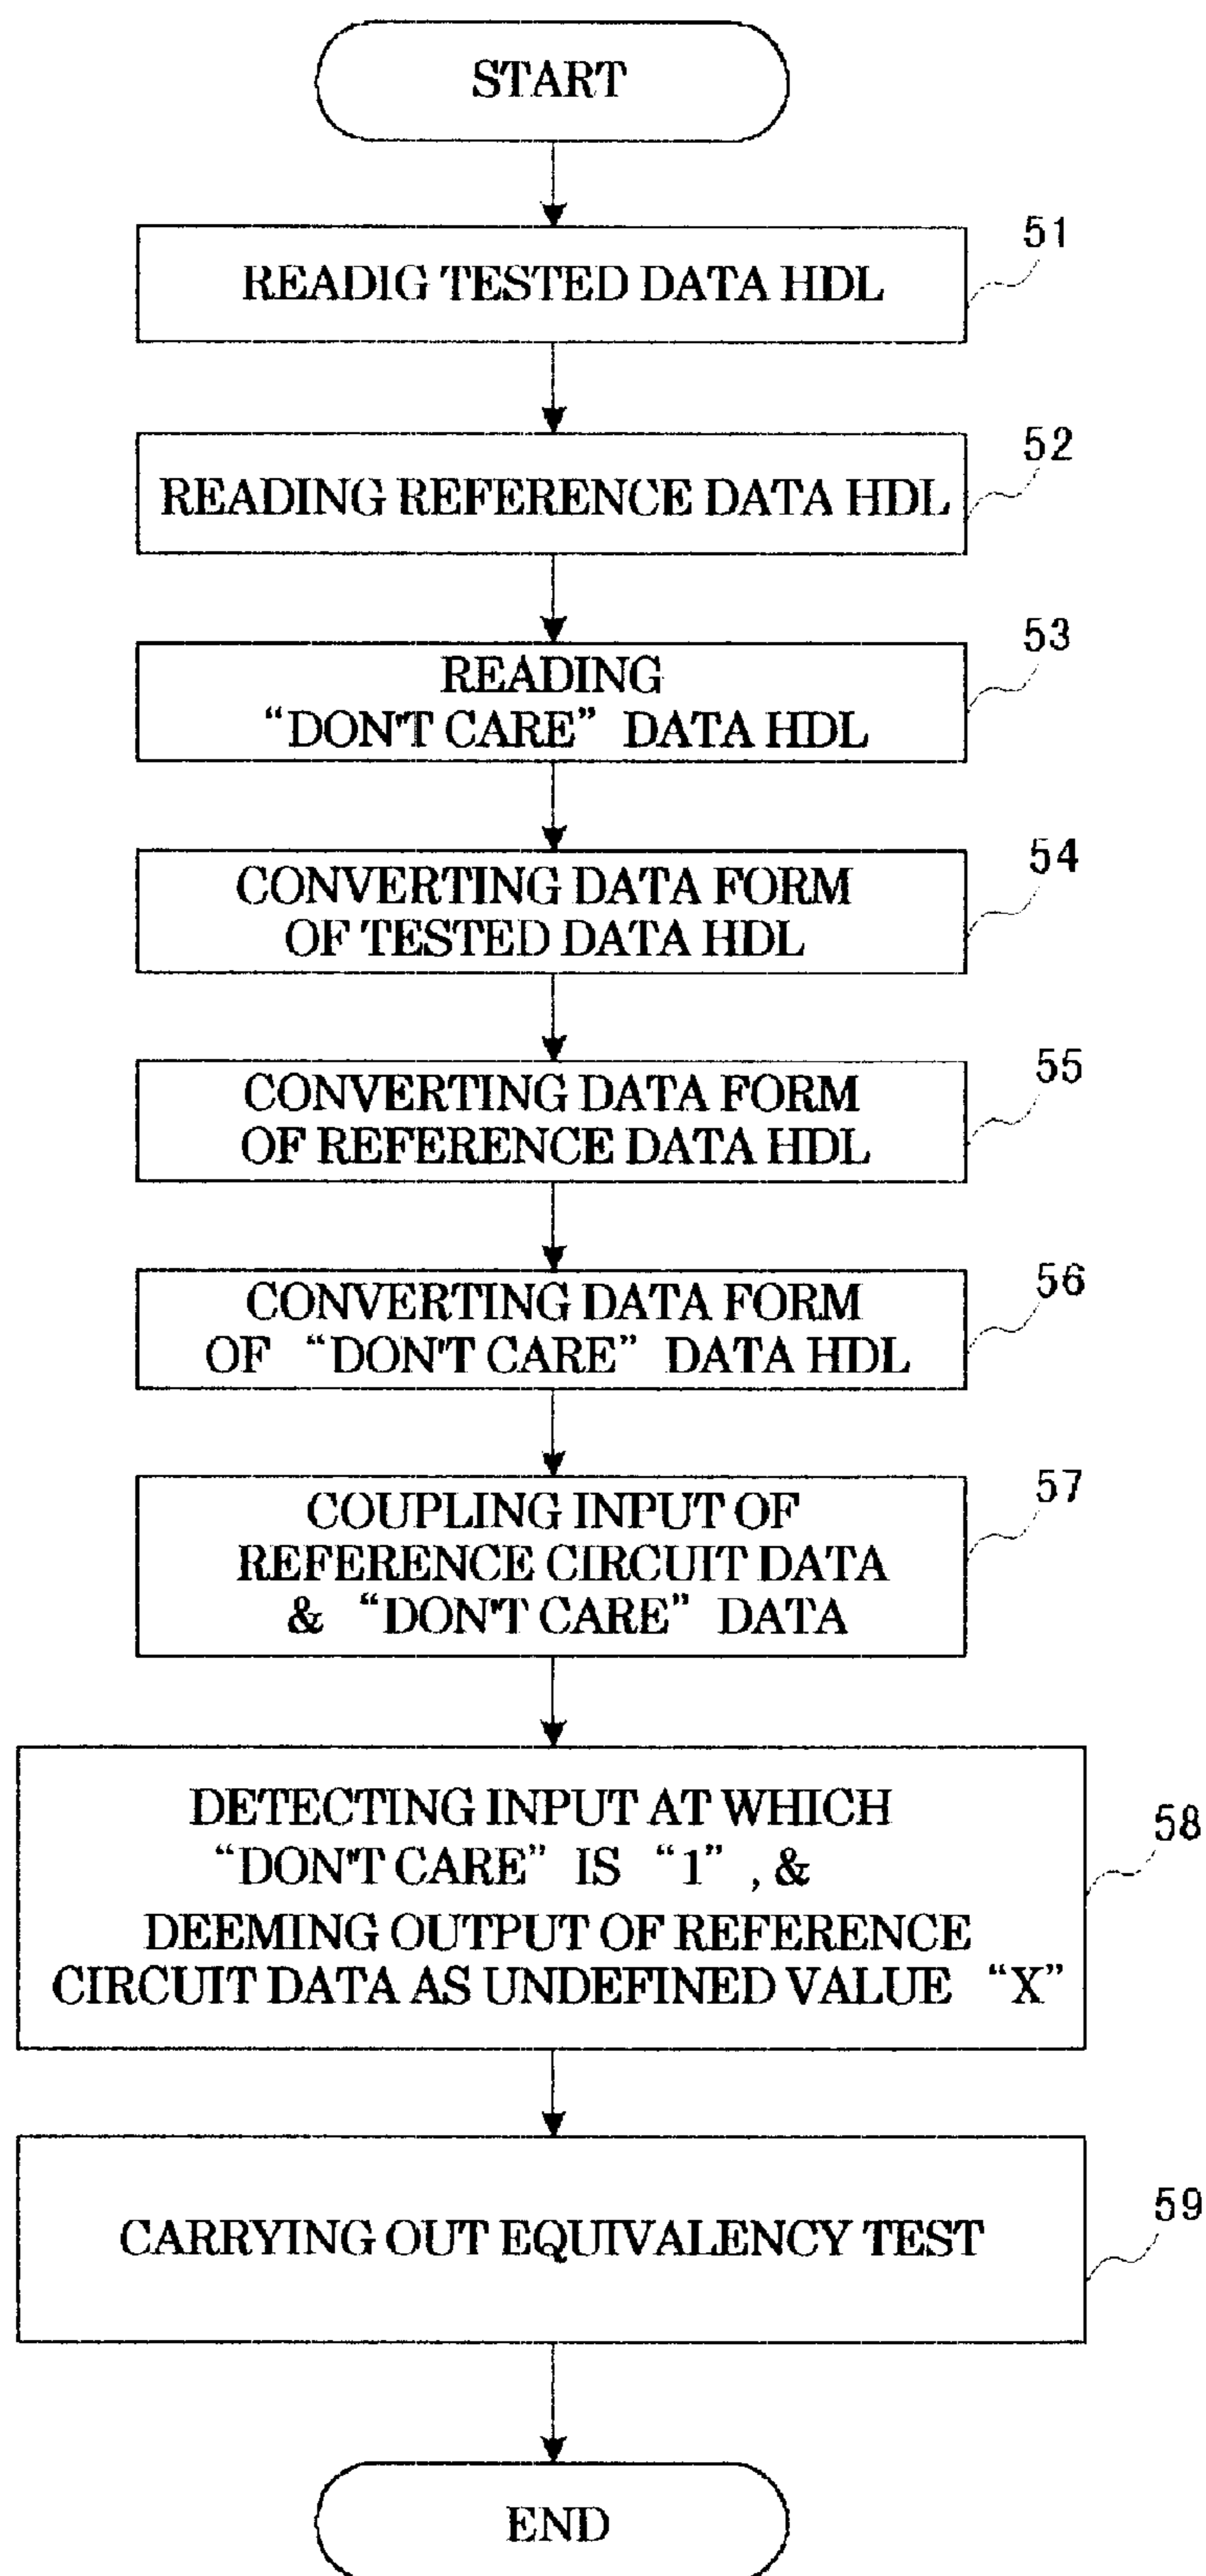 START
51
READIG TESTED DATA HDL
52
READING REFERENCE DATA HDL
53
READING
“DON'T CARE” DATA HDL
54
CONVERTING DATA FORM
OF TESTED DATA HDL
55
CONVERTING DATA FORM
OF REFERENCE DATA HDL
56
CONVERTING DATA FORM
OF “DON'T CARE” DATA HDL
57
COUPLING INPUT OF
REFERENCE CIRCUIT DATA
& “DON'T CARE” DATA
58
DETECTING INPUT AT WHICH
“DON'T CARE” IS “1”, &
DEEMING OUTPUT OF REFERENCE
CIRCUIT DATA AS UNDEFINED VALUE “X”
59
CARRYING OUT EQUIVALENCY TEST
END